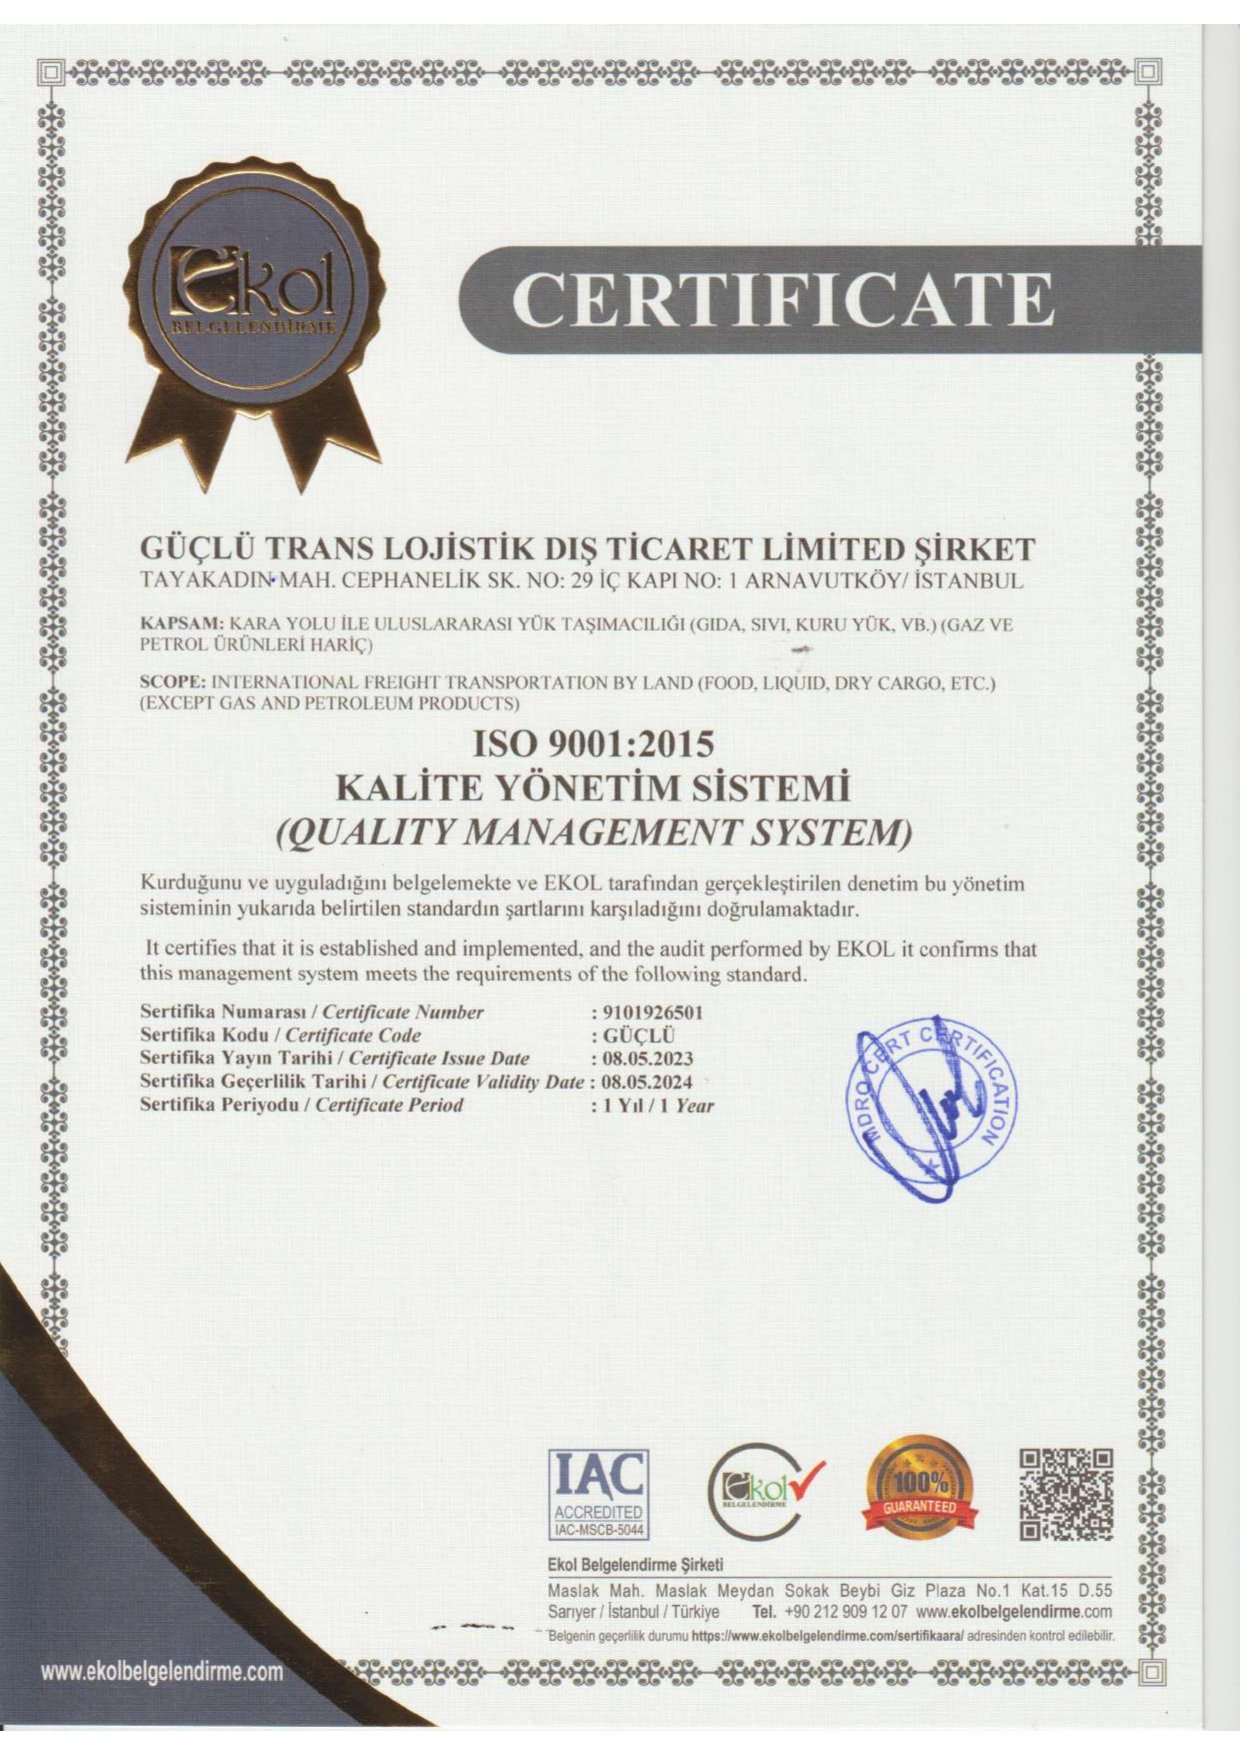 Ekol
BELGELENDİRME
CERTIFICATE
GÜÇLÜ TRANS LOJİSTİK DIŞ TİCARET LİMİTED ŞİRKET
TAYAKADIN MAH. CEPHANELİK SK. NO: 29 İÇ KAPI NO: 1 ARNAVUTKÖY/ İSTANBUL
KAPSAM: KARA YOLU İLE ULUSLARARASI YÜK TAŞIMACILIĞI (GIDA, SIVI, KURU YÜK, VB.) (GAZ VE
PETROL ÜRÜNLERİ HARİÇ)
SCOPE: INTERNATIONAL FREIGHT TRANSPORTATION BY LAND (FOOD, LIQUID, DRY CARGO, ETC.)
(EXCEPT GAS AND PETROLEUM PRODUCTS)
ISO 9001:2015
KALİTE YÖNETİM SİSTEMİ
(QUALITY MANAGEMENT SYSTEM)
Kurduğunu ve uyguladığını belgelemekte ve EKOL tarafından gerçekleştirilen denetim bu yönetim
sisteminin yukarıda belirtilen standardın şartlarını karşıladığını doğrulamaktadır.
It certifies that it is established and implemented, and the audit performed by EKOL it confirms that
this management system meets the requirements of the following standard.
Sertifika Numarası / Certificate Number : 9101926501
Sertifika Kodu / Certificate Code : GÜÇLÜ
Sertifika Yayın Tarihi / Certificate Issue Date : 08.05.2023
Sertifika Geçerlilik Tarihi / Certificate Validity Date : 08.05.2024
Sertifika Periyodu / Certificate Period : 1 Yıl / 1 Year
MDRQ CERT CERTIFICATION
IAC
ACCREDITED
IAC-MSCB-5044
Ekol
BELGELENDİRME
100%
GUARANTEED
Ekol Belgelendirme Şirketi
Maslak Mah. Maslak Meydan Sokak Beybi Giz Plaza No.1 Kat.15 D.55
Sarıyer / İstanbul / Türkiye Tel. +90 212 909 12 07 www.ekolbelgelendirme.com
Belgenin geçerlilik durumu https://www.ekolbelgelendirme.com/sertifikaara/ adresinden kontrol edilebilir.
www.ekolbelgelendirme.com